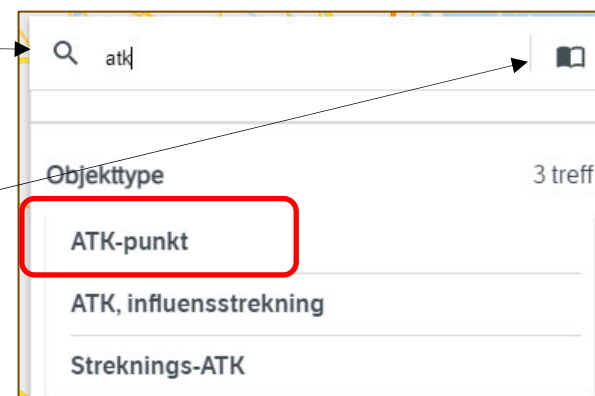 atk
Objekttype 3 treff
ATK-punkt
ATK, influensstrekning
Streknings-ATK